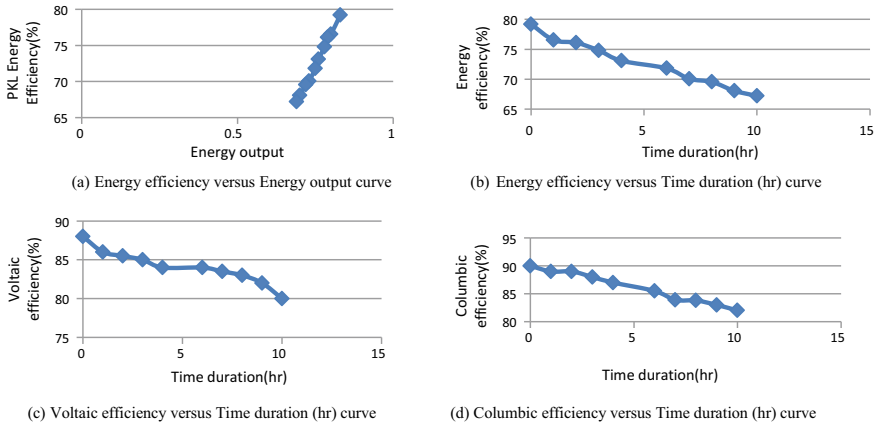 PKL Energy
Efficiency(%)
80
75
70
65
0
0.5
1
Energy output
(a) Energy efficiency versus Energy output curve
Energy
efficiency(%)
80
75
70
65
0
5
10
15
Time duration(hr)
(b) Energy efficiency versus Time duration (hr) curve
Voltaic
efficiency(%)
90
85
80
75
0
5
10
15
Time duration(hr)
(c) Voltaic efficiency versus Time duration (hr) curve
Columbic
efficiency(%)
95
90
85
80
0
5
10
15
Time duration(hr)
(d) Columbic efficiency versus Time duration (hr) curve